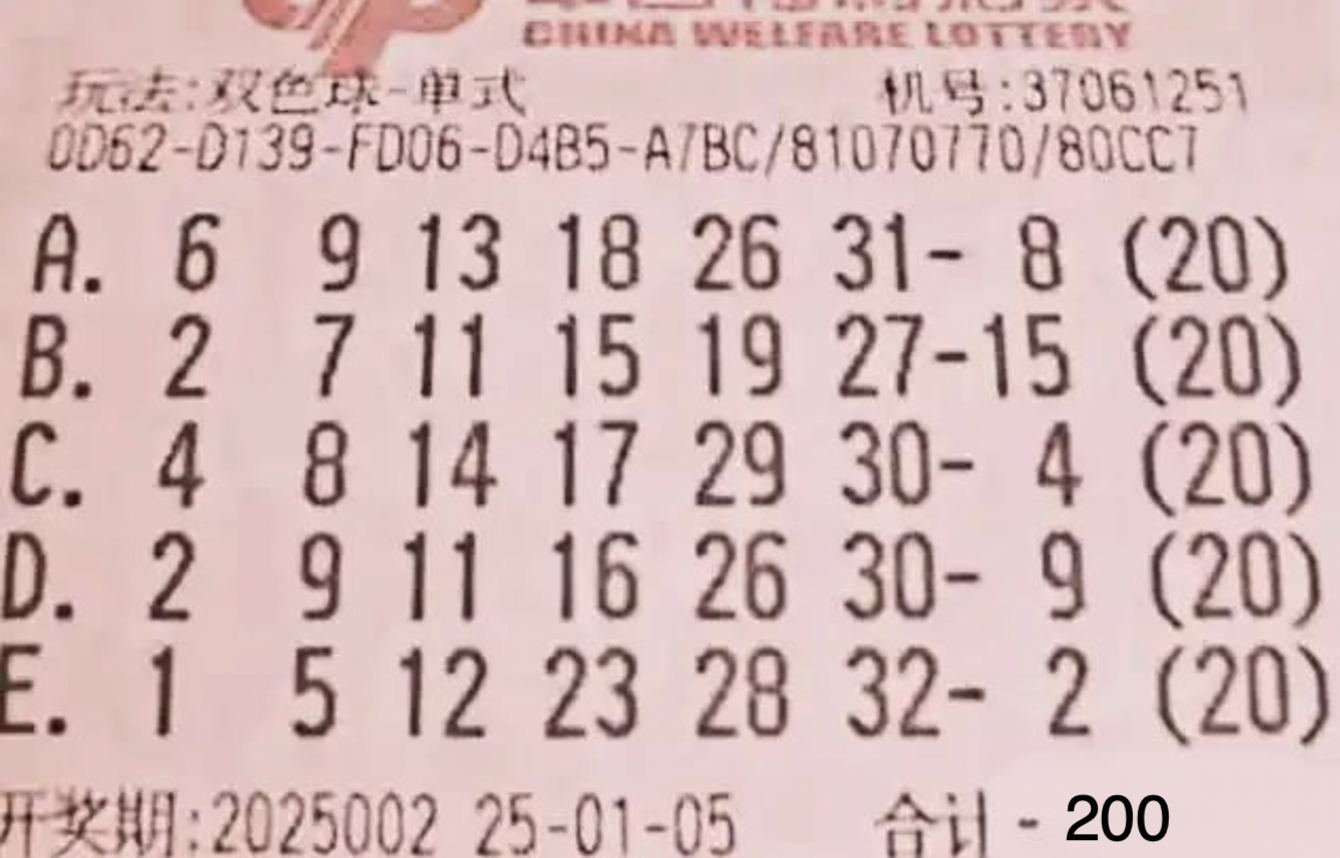 CHINA WELFARE LOTTERY
玩法:双色球-单式 机号:37061251
0D62-D139-FD06-D4B5-A7BC/81070770/80CC7
A. 6 9 13 18 26 31- 8 (20)
B. 2 7 11 15 19 27-15 (20)
C. 4 8 14 17 29 30- 4 (20)
D. 2 9 11 16 26 30- 9 (20)
E. 1 5 12 23 28 32- 2 (20)
开奖期:2025002 25-01-05 合计 - 200